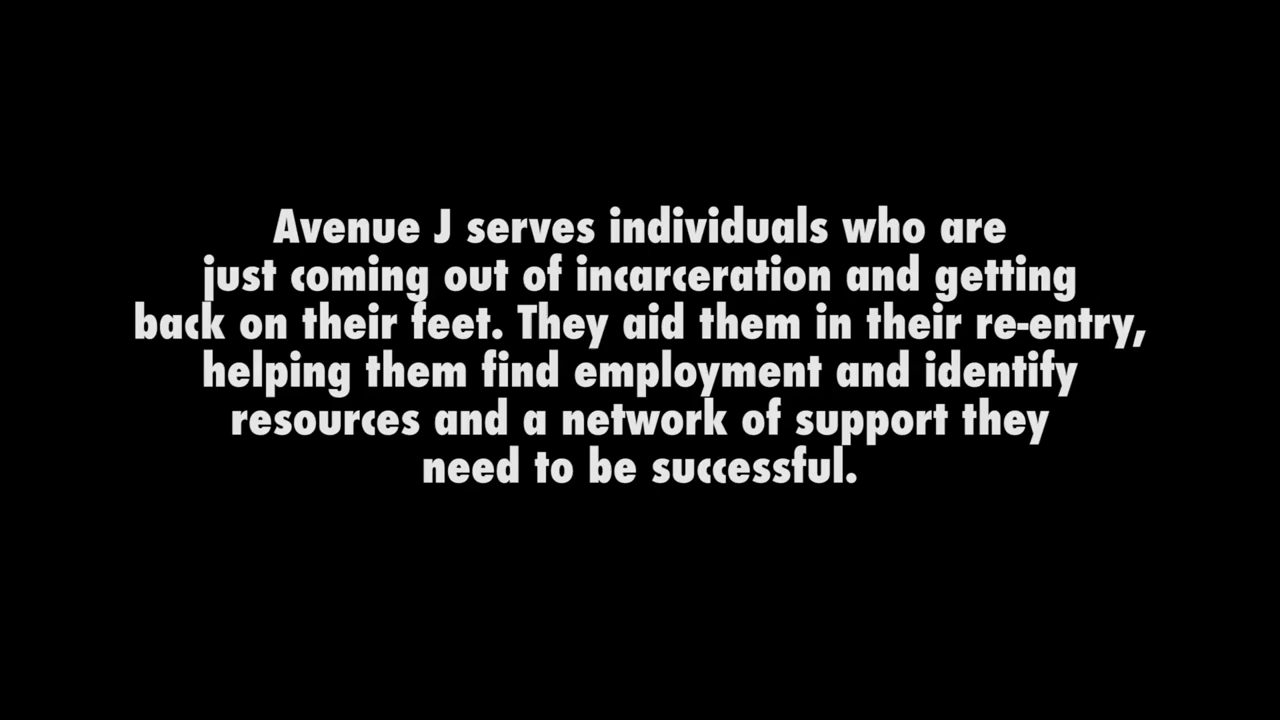 Avenue J serves individuals who are
just coming out of incarceration and getting
back on their feet. They aid them in their re-entry,
helping them find employment and identify
resources and a network of support they
need to be successful.